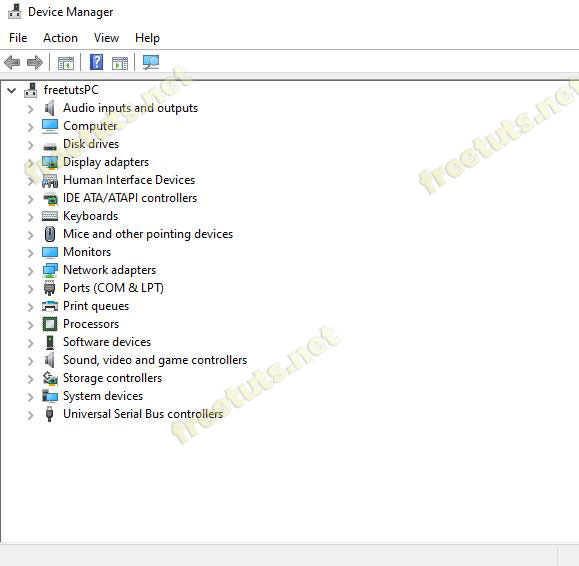 Device Manager
File Action View Help
freetutsPC
Audio inputs and outputs
Computer
Disk drives
Display adapters
Human Interface Devices
IDE ATA/ATAPI controllers
Keyboards
Mice and other pointing devices
Monitors
Network adapters
Ports (COM & LPT)
Print queues
Processors
Software devices
Sound, video and game controllers
Storage controllers
System devices
Universal Serial Bus controllers
freetuts.net
freetuts.net
freetuts.net